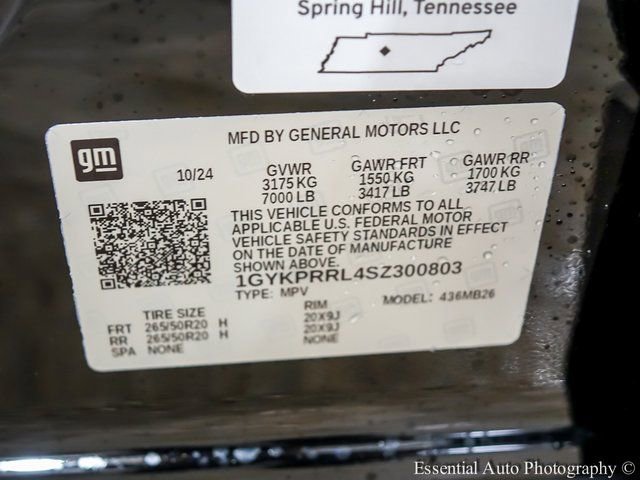 Spring Hill, Tennessee
MFD BY GENERAL MOTORS LLC
gm
10/24
GVWR GAWR FRT GAWR RR
3175 KG 1550 KG 1700 KG
7000 LB 3417 LB 3747 LB
THIS VEHICLE CONFORMS TO ALL
APPLICABLE U.S. FEDERAL MOTOR
VEHICLE SAFETY STANDARDS IN EFFECT
ON THE DATE OF MANUFACTURE
SHOWN ABOVE.
1GYKPRRL4SZ300803
TYPE: MPV MODEL: 436MB26
TIRE SIZE RIM
FRT 265/50R20 H 20X9J
RR 265/50R20 H 20X9J
SPA NONE NONE
Essential Auto Photography ©